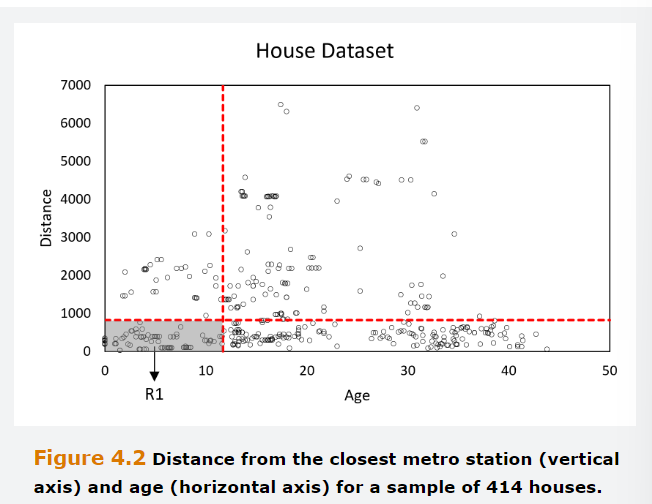 House Dataset
7000
6000
5000
4000
3000
2000
1000
0
Distance
0 10 20 30 40 50
R1
Age
Figure 4.2 Distance from the closest metro station (vertical
axis) and age (horizontal axis) for a sample of 414 houses.